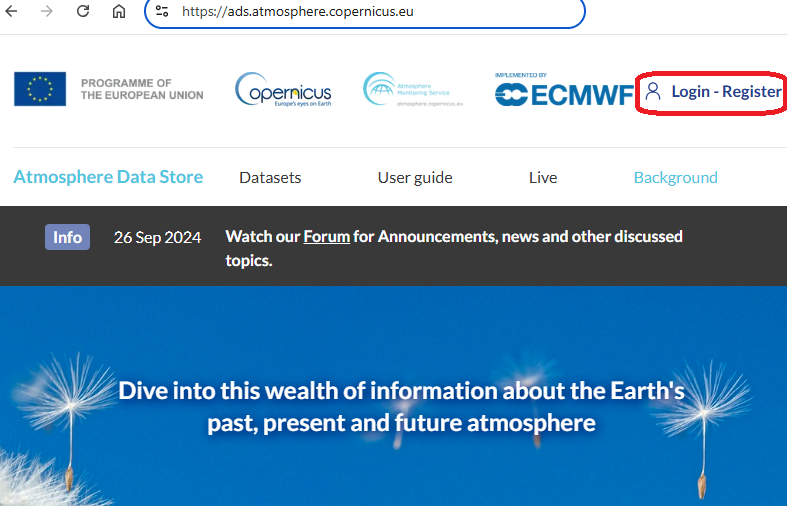 https://ads.atmosphere.copernicus.eu
PROGRAMME OF
THE EUROPEAN UNION
opernicus
Europe's eyes on Earth
Atmosphere
Monitoring Service
atmosphere.copernicus.eu
IMPLEMENTED BY
ECMWF
Login - Register
Atmosphere Data Store
Datasets
User guide
Live
Background
Info
26 Sep 2024
Watch our Forum for Announcements, news and other discussed
topics.
Dive into this wealth of information about the Earth's
past, present and future atmosphere